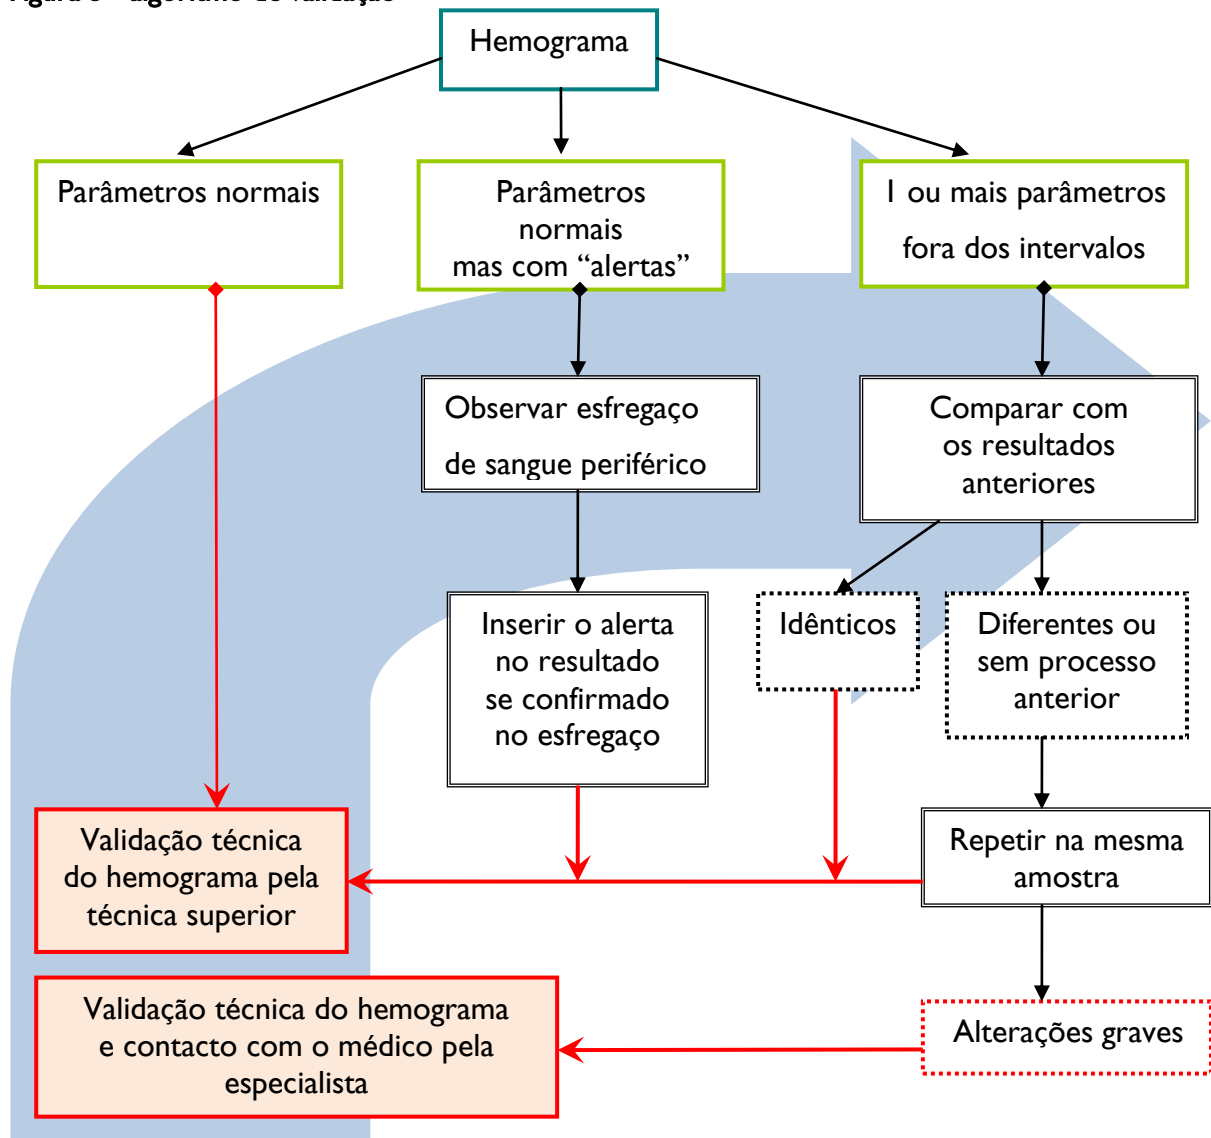 Hemograma
Parâmetros normais
Parâmetros
normais
mas com “alertas”
1 ou mais parâmetros
fora dos intervalos
Observar esfregaço
de sangue periférico
Comparar com
os resultados
anteriores
Inserir o alerta
no resultado
se confirmado
no esfregaço
Idênticos
Diferentes ou
sem processo
anterior
Validação técnica
do hemograma pela
técnica superior
Repetir na mesma
amostra
Validação técnica do hemograma
e contacto com o médico pela
especialista
Alterações graves